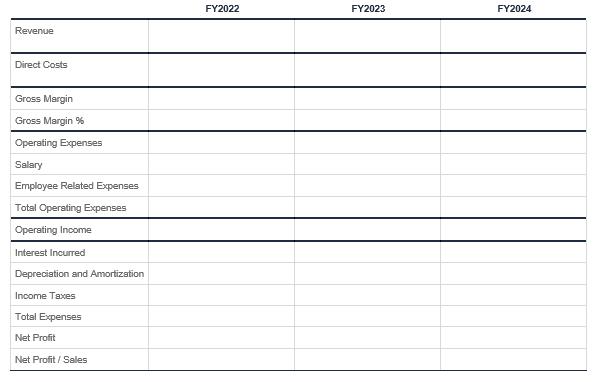 FY2022 FY2023 FY2024
Revenue
Direct Costs
Gross Margin
Gross Margin %
Operating Expenses
Salary
Employee Related Expenses
Total Operating Expenses
Operating Income
Interest Incurred
Depreciation and Amortization
Income Taxes
Total Expenses
Net Profit
Net Profit / Sales